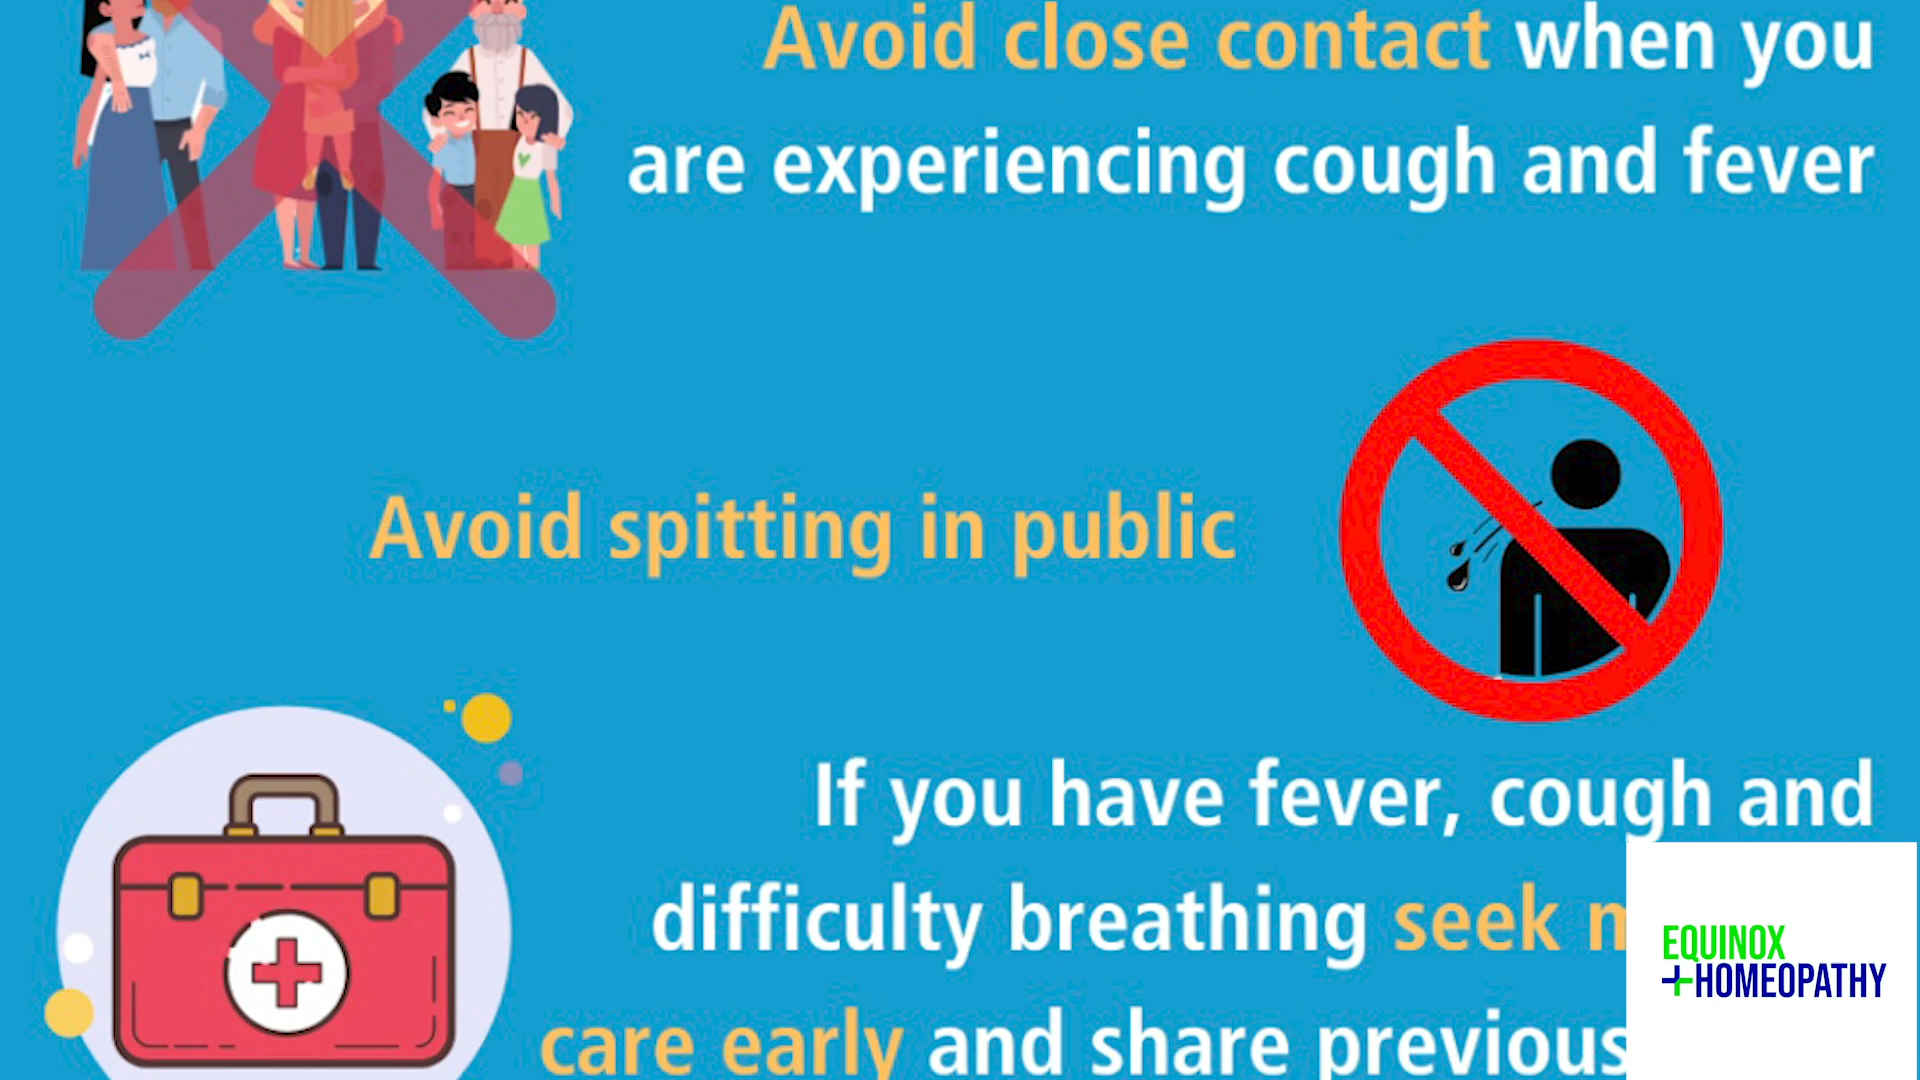 Avoid close contact when you
are experiencing cough and fever
Avoid spitting in public
If you have fever, cough and
difficulty breathing seek
care early and share previous
EQUINOX
+HOMEOPATHY